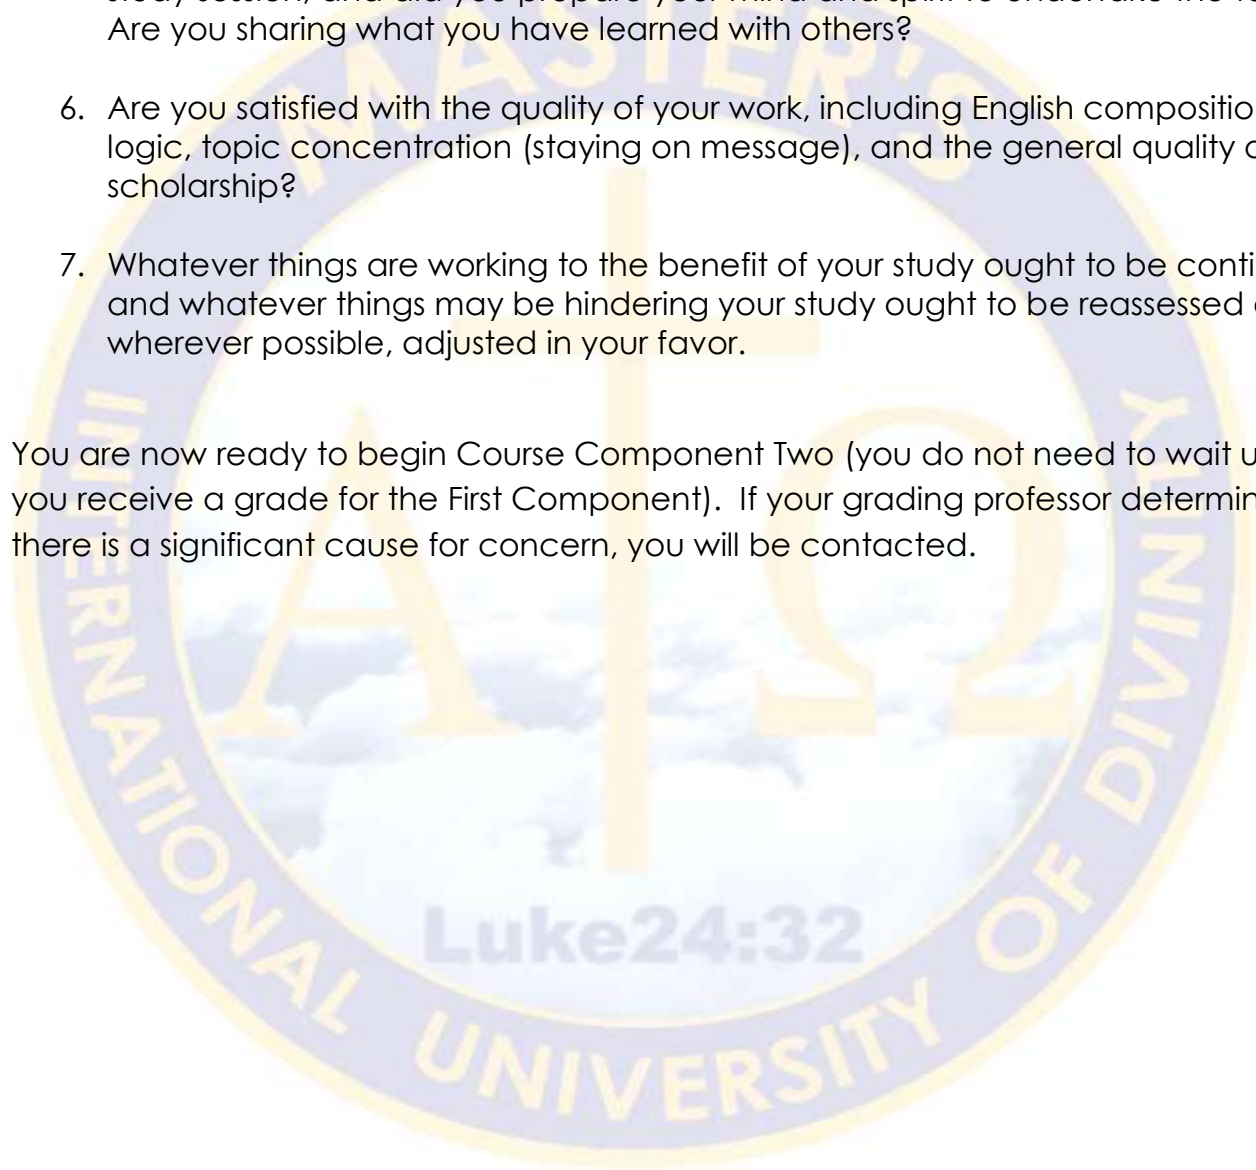 Are you sharing what you have learned with others?
6. Are you satisfied with the quality of your work, including English compositio
logic, topic concentration (staying on message), and the general quality
scholarship?
7. Whatever things are working to the benefit of your study ought to be conti
and whatever things may be hindering your study ought to be reassessed
wherever possible, adjusted in your favor.
You are now ready to begin Course Component Two (you do not need to wait u
you receive a grade for the First Component).  If your grading professor determin
there is a significant cause for concern, you will be contacted.
MASTER'S
INTERNATIONAL UNIVERSITY OF DIVINITY
Α Ω
Luke24:32